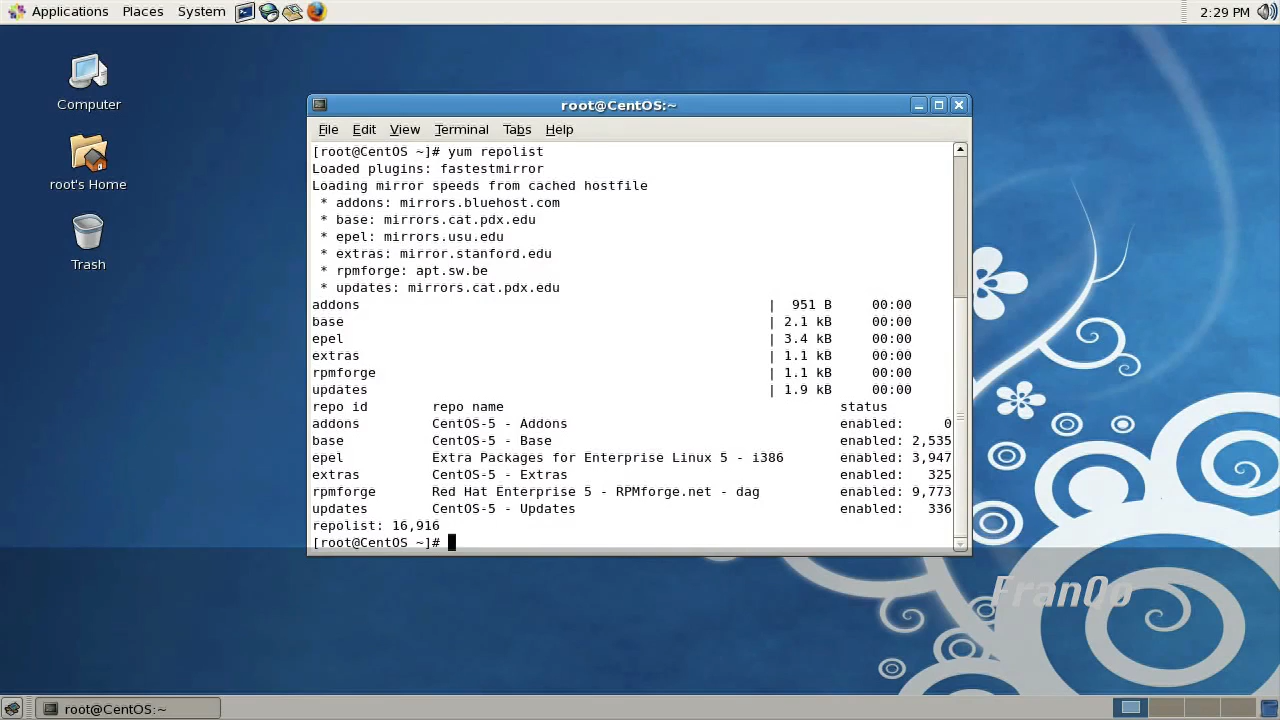 Applications Places System 2:29 PM
Computer
root's Home
Trash
root@CentOS:~
File Edit View Terminal Tabs Help
[root@CentOS ~]# yum repolist
Loaded plugins: fastestmirror
Loading mirror speeds from cached hostfile
* addons: mirrors.bluehost.com
* base: mirrors.cat.pdx.edu
* epel: mirrors.usu.edu
* extras: mirror.stanford.edu
* rpmforge: apt.sw.be
* updates: mirrors.cat.pdx.edu
addons | 951 B 00:00
base | 2.1 kB 00:00
epel | 3.4 kB 00:00
extras | 1.1 kB 00:00
rpmforge | 1.1 kB 00:00
updates | 1.9 kB 00:00
repo id repo name status
addons CentOS-5 - Addons enabled: 0
base CentOS-5 - Base enabled: 2,535
epel Extra Packages for Enterprise Linux 5 - i386 enabled: 3,947
extras CentOS-5 - Extras enabled: 325
rpmforge Red Hat Enterprise 5 - RPMforge.net - dag enabled: 9,773
updates CentOS-5 - Updates enabled: 336
repolist: 16,916
[root@CentOS ~]#
FranQo
root@CentOS:~